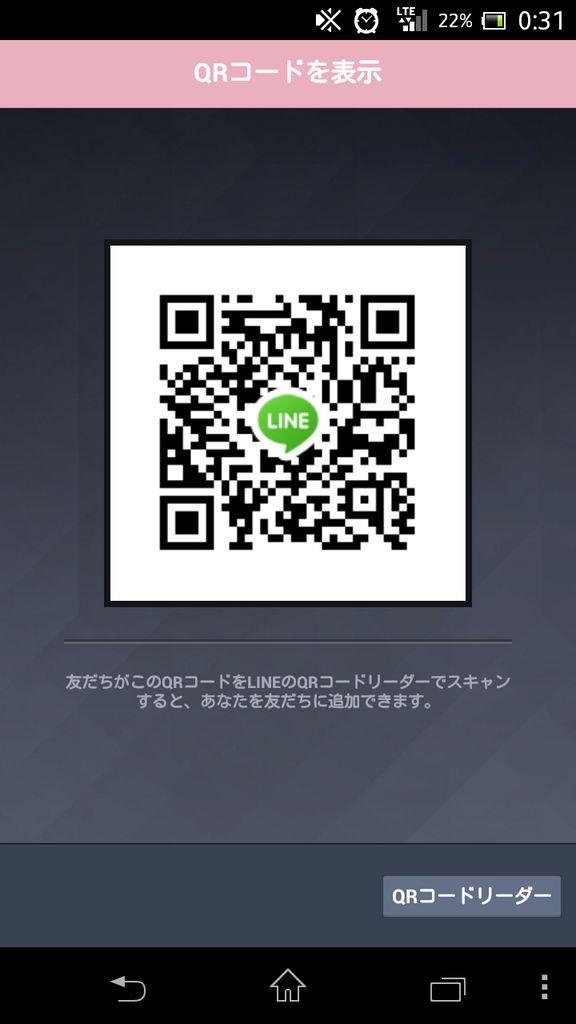 LTE 22% 0:31
QRコードを表示
LINE
友だちがこのQRコードをLINEのQRコードリーダーでスキャン
すると、あなたを友だちに追加できます。
QRコードリーダー